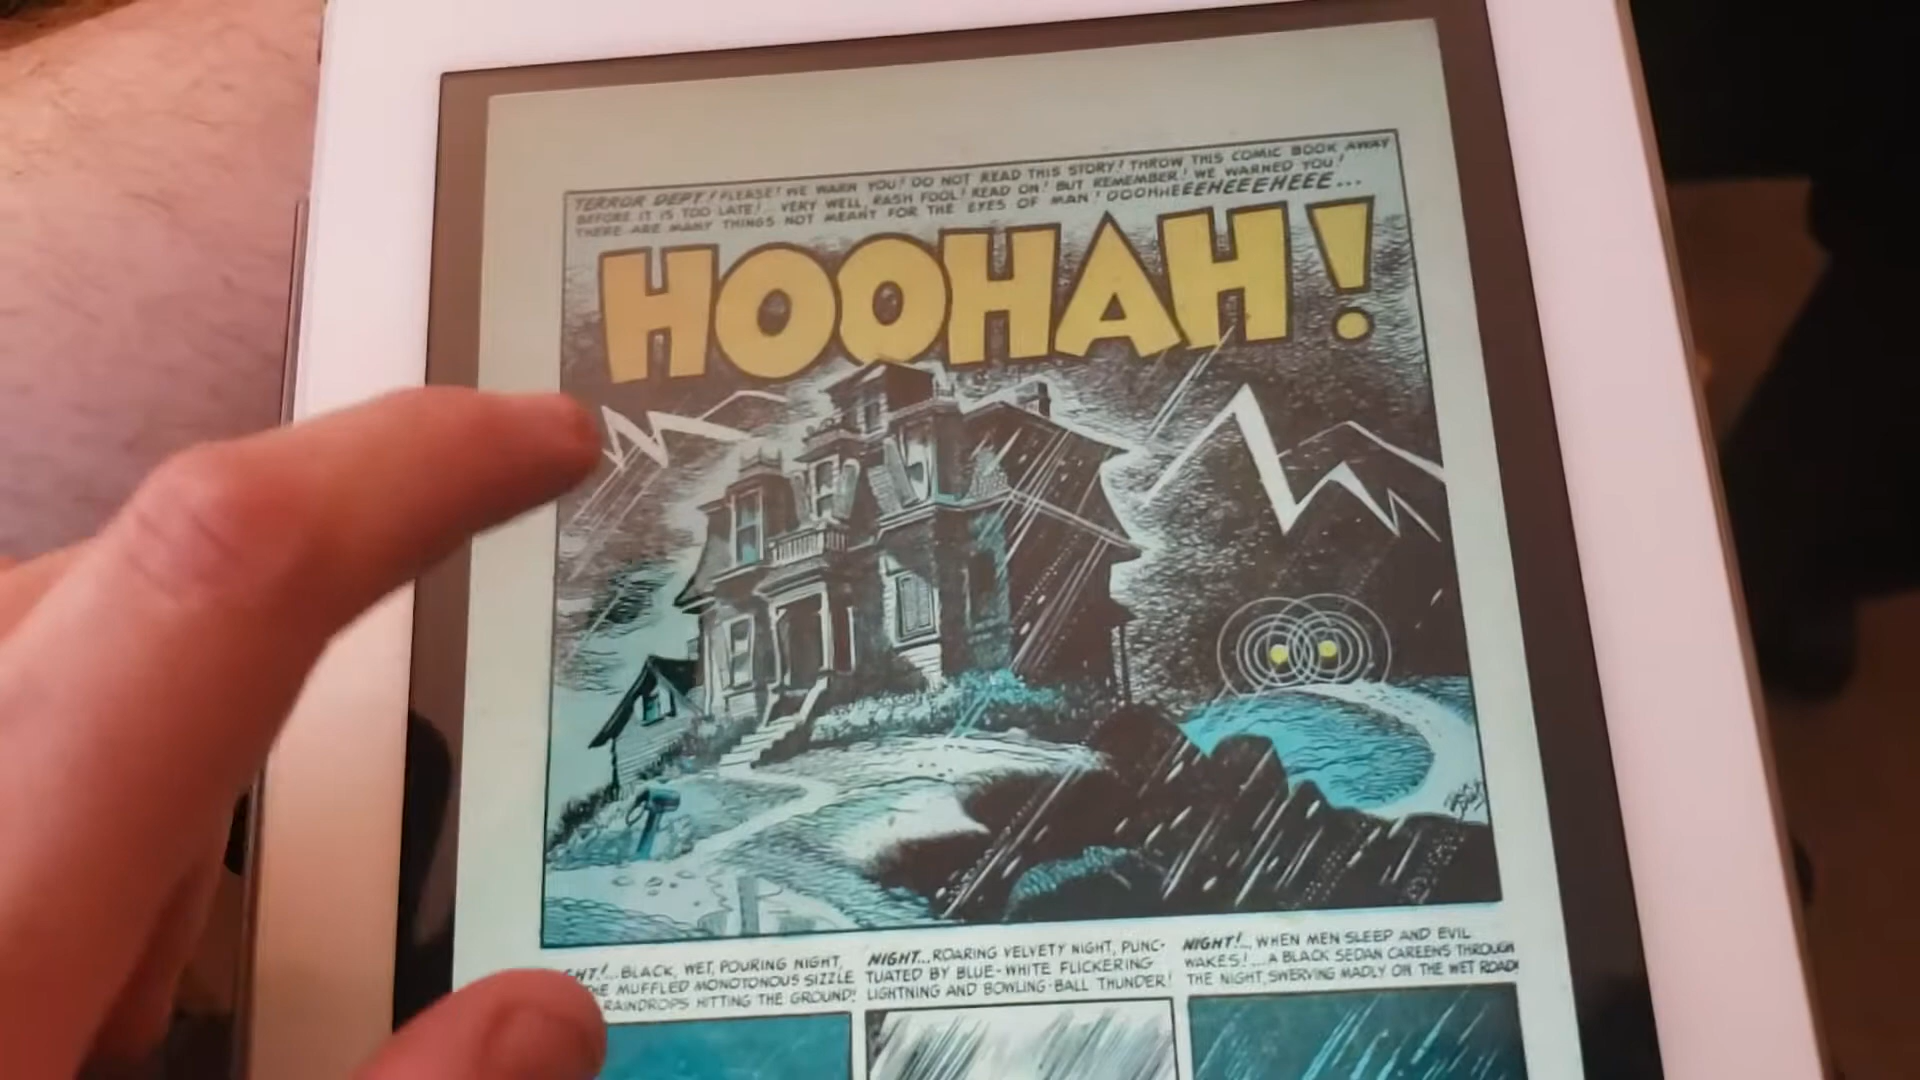 TERROR DEPT! PLEASE! WE WARN YOU! DO NOT READ THIS STORY! THROW THIS COMIC BOOK AWAY
BEFORE IT IS TOO LATE!.. VERY WELL, RASH FOOL! READ ON! BUT REMEMBER! WE WARNED YOU!
THERE ARE MANY THINGS NOT MEANT FOR THE EYES OF MAN! OOOHHEEEHEEEHEEE...
HOOHAH!
HT!...BLACK, WET, POURING NIGHT,
THE MUFFLED MONOTONOUS SIZZLE
RAINDROPS HITTING THE GROUND!
NIGHT...ROARING VELVETY NIGHT, PUNC-
TUATED BY BLUE-WHITE FLICKERING
LIGHTNING AND BOWLING-BALL THUNDER!
NIGHT!... WHEN MEN SLEEP AND EVIL
WAKES!...A BLACK SEDAN CAREENS THROUGH
THE NIGHT, SWERVING MADLY ON THE WET ROAD!